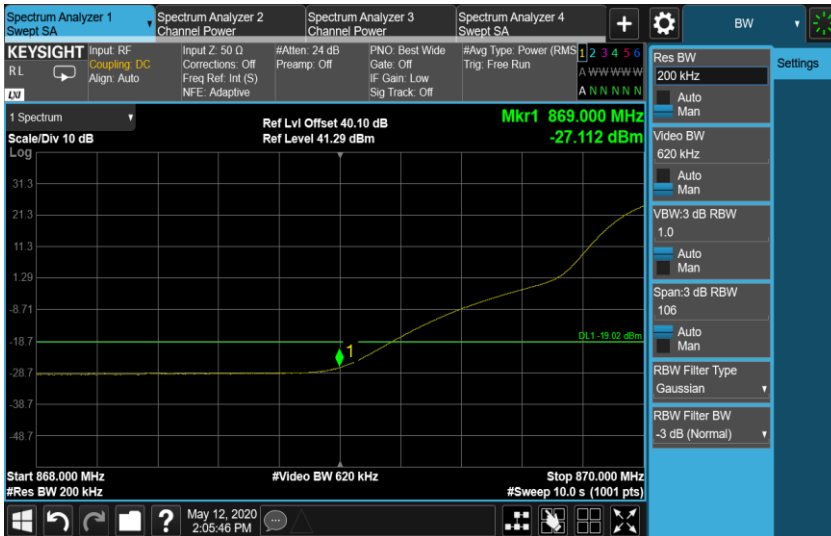 Spectrum Analyzer 1
Swept SA
Spectrum Analyzer 2
Channel Power
Spectrum Analyzer 3
Channel Power
Spectrum Analyzer 4
Swept SA
+
BW
KEYSIGHT
RL
LXI
Input: RF
Coupling: DC
Align: Auto
Input Z: 50 Ω
Corrections: Off
Freq Ref: Int (S)
NFE: Adaptive
#Atten: 24 dB
Preamp: Off
PNO: Best Wide
Gate: Off
IF Gain: Low
Sig Track: Off
#Avg Type: Power (RMS
Trig: Free Run
1 2 3 4 5 6
A W W W W W
A N N N N N
1 Spectrum
Scale/Div 10 dB
Log
Ref Lvl Offset 40.10 dB
Ref Level 41.29 dBm
Mkr1 869.000 MHz
-27.112 dBm
31.3
21.3
11.3
1.29
-8.71
-18.7
-28.7
-38.7
-48.7
DL1 -19.02 dBm
1
Start 868.000 MHz
#Res BW 200 kHz
#Video BW 620 kHz
Stop 870.000 MHz
#Sweep 10.0 s (1001 pts)
Res BW
200 kHz
Auto
Man
Video BW
620 kHz
Auto
Man
VBW:3 dB RBW
1.0
Auto
Man
Span:3 dB RBW
106
Auto
Man
RBW Filter Type
Gaussian
RBW Filter BW
-3 dB (Normal)
Settings
?
May 12, 2020
2:05:46 PM